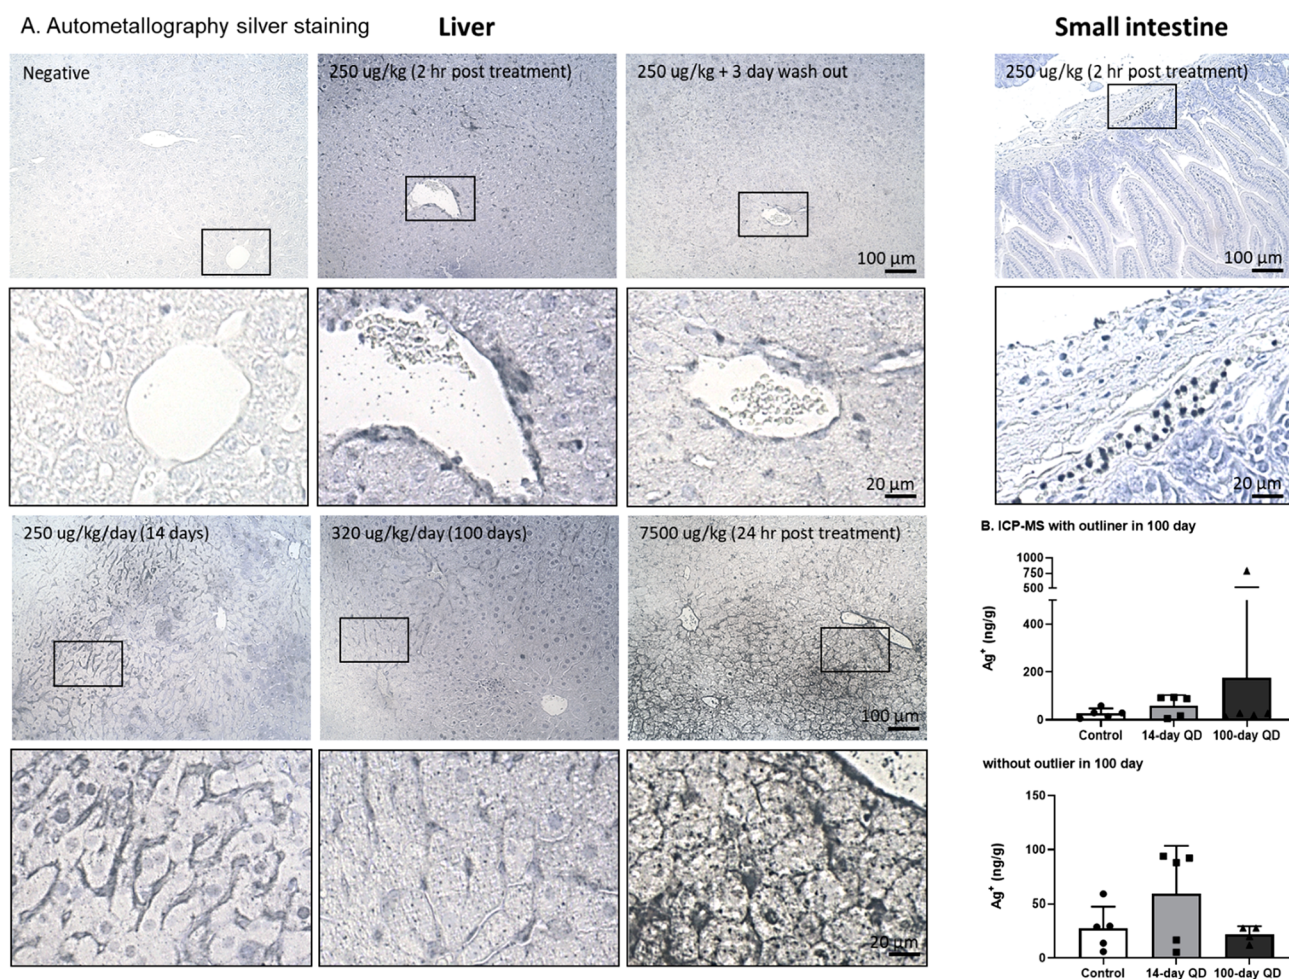 A. Autometallography silver staining
Liver
Small intestine
Negative
250 ug/kg (2 hr post treatment)
250 ug/kg + 3 day wash out
100 µm
250 ug/kg (2 hr post treatment)
100 µm
20 µm
20 µm
250 ug/kg/day (14 days)
320 ug/kg/day (100 days)
7500 ug/kg (24 hr post treatment)
100 µm
20 µm
B. ICP-MS with outliner in 100 day
1000
750
500
400
200
0
Ag+ (ng/g)
Control
14-day QD
100-day QD
without outlier in 100 day
150
100
50
0
Ag+ (ng/g)
Control
14-day QD
100-day QD